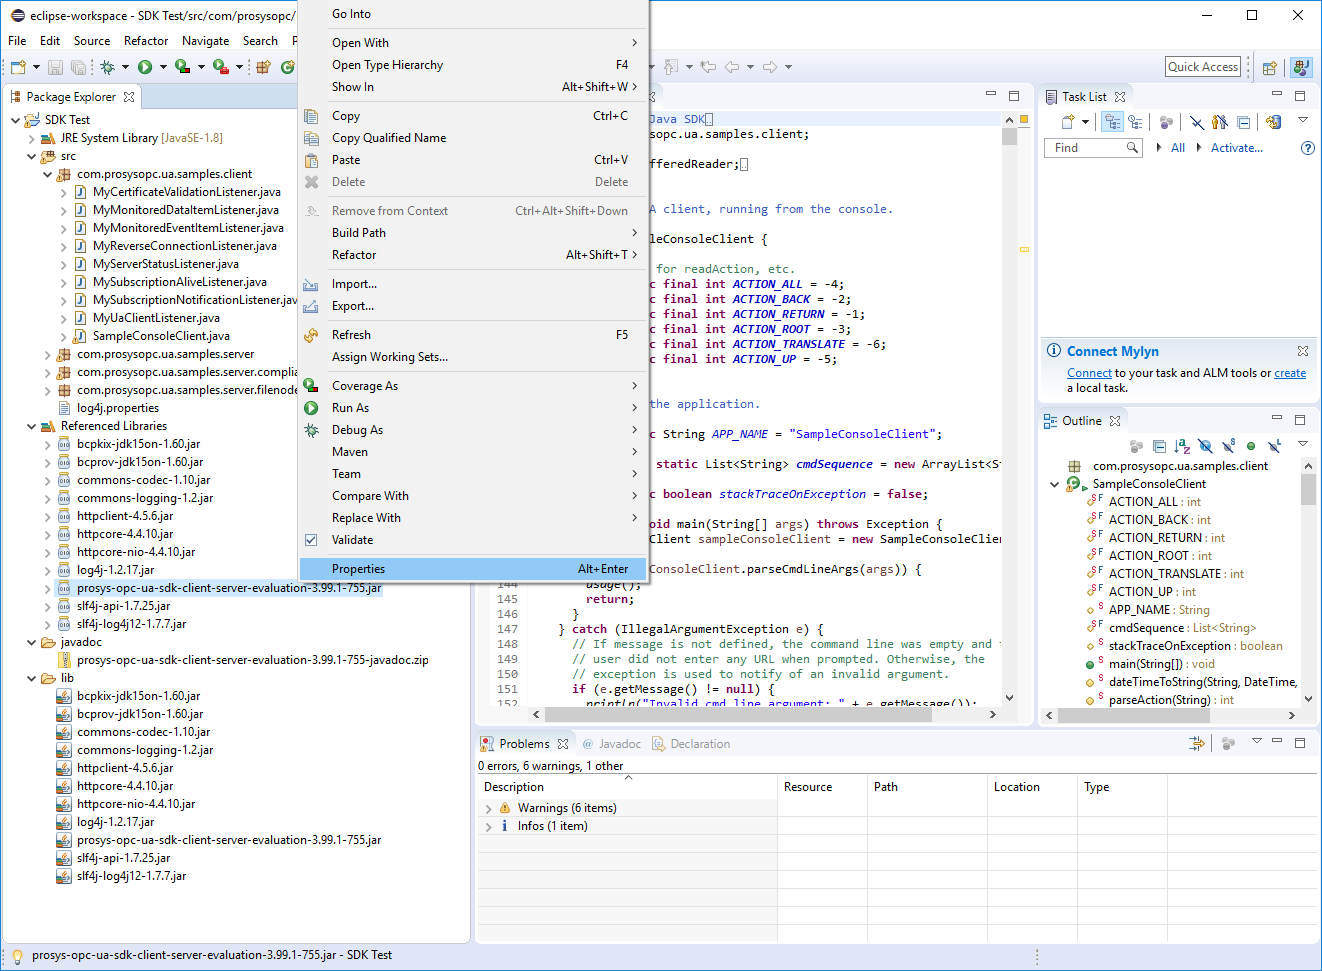 eclipse-workspace - SDK Test/src/com/prosysopc/
File Edit Source Refactor Navigate Search P
Quick Access
Package Explorer
SDK Test
JRE System Library [JavaSE-1.8]
src
com.prosysopc.ua.samples.client
MyCertificateValidationListener.java
MyMonitoredDataItemListener.java
MyMonitoredEventItemListener.java
MyReverseConnectionListener.java
MyServerStatusListener.java
MySubscriptionAliveListener.java
MySubscriptionNotificationListener.jav
MyUaClientListener.java
SampleConsoleClient.java
com.prosysopc.ua.samples.server
com.prosysopc.ua.samples.server.complia
com.prosysopc.ua.samples.server.filenode
log4j.properties
Referenced Libraries
bcpkix-jdk15on-1.60.jar
bcprov-jdk15on-1.60.jar
commons-codec-1.10.jar
commons-logging-1.2.jar
httpclient-4.5.6.jar
httpcore-4.4.10.jar
httpcore-nio-4.4.10.jar
log4j-1.2.17.jar
prosys-opc-ua-sdk-client-server-evaluation-3.99.1-755.jar
slf4j-api-1.7.25.jar
slf4j-log4j12-1.7.7.jar
javadoc
prosys-opc-ua-sdk-client-server-evaluation-3.99.1-755-javadoc.zip
lib
bcpkix-jdk15on-1.60.jar
bcprov-jdk15on-1.60.jar
commons-codec-1.10.jar
commons-logging-1.2.jar
httpclient-4.5.6.jar
httpcore-4.4.10.jar
httpcore-nio-4.4.10.jar
log4j-1.2.17.jar
prosys-opc-ua-sdk-client-server-evaluation-3.99.1-755.jar
slf4j-api-1.7.25.jar
slf4j-log4j12-1.7.7.jar
Go Into
Open With
Open Type Hierarchy F4
Show In Alt+Shift+W
Copy Ctrl+C
Copy Qualified Name
Paste Ctrl+V
Delete Delete
Remove from Context Ctrl+Alt+Shift+Down
Build Path
Refactor Alt+Shift+T
Import...
Export...
Refresh F5
Assign Working Sets...
Coverage As
Run As
Debug As
Maven
Team
Compare With
Replace With
Validate
Properties Alt+Enter
Java SDK
sopc.ua.samples.client;
fferedReader;
A client, running from the console.
leConsoleClient {
for readAction, etc.
c final int ACTION_ALL = -4;
c final int ACTION_BACK = -2;
c final int ACTION_RETURN = -1;
c final int ACTION_ROOT = -3;
c final int ACTION_TRANSLATE = -6;
c final int ACTION_UP = -5;
the application.
c String APP_NAME = "SampleConsoleClient";
static List<String> cmdSequence = new ArrayList<St
c boolean stackTraceOnException = false;
oid main(String[] args) throws Exception {
Client sampleConsoleClient = new SampleConsoleClien
ConsoleClient.parseCmdLineArgs(args)) {
144 usage();
145 return;
146 }
147 } catch (IllegalArgumentException e) {
148 // If message is not defined, the command line was empty and t
149 // user did not enter any URL when prompted. Otherwise, the
150 // exception is used to notify of an invalid argument.
151 if (e.getMessage() != null) {
152 println("Invalid cmd line argument: " + e.getMessage());
Task List
Find All Activate...
Connect Mylyn
Connect to your task and ALM tools or create
a local task.
Outline
com.prosysopc.ua.samples.client
SampleConsoleClient
ACTION_ALL : int
ACTION_BACK : int
ACTION_RETURN : int
ACTION_ROOT : int
ACTION_TRANSLATE : int
ACTION_UP : int
APP_NAME : String
cmdSequence : List<String>
stackTraceOnException : boolean
main(String[]) : void
dateTimeToString(String, DateTime,
parseAction(String) : int
Problems @ Javadoc Declaration
0 errors, 6 warnings, 1 other
Description Resource Path Location Type
Warnings (6 items)
Infos (1 item)
prosys-opc-ua-sdk-client-server-evaluation-3.99.1-755.jar - SDK Test